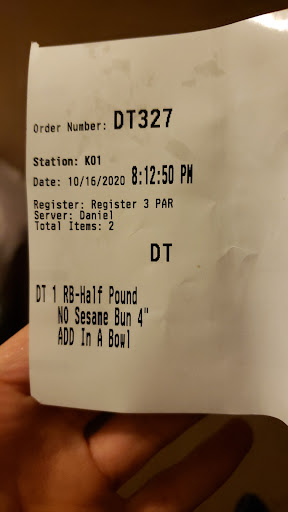 Order Number: DT327
Station: K01
Date: 10/16/2020 8:12:50 PM
Register: Register 3 PAR
Server: Daniel
Total Items: 2
DT
DT 1 RB-Half Pound
NO Sesame Bun 4"
ADD In A Bowl